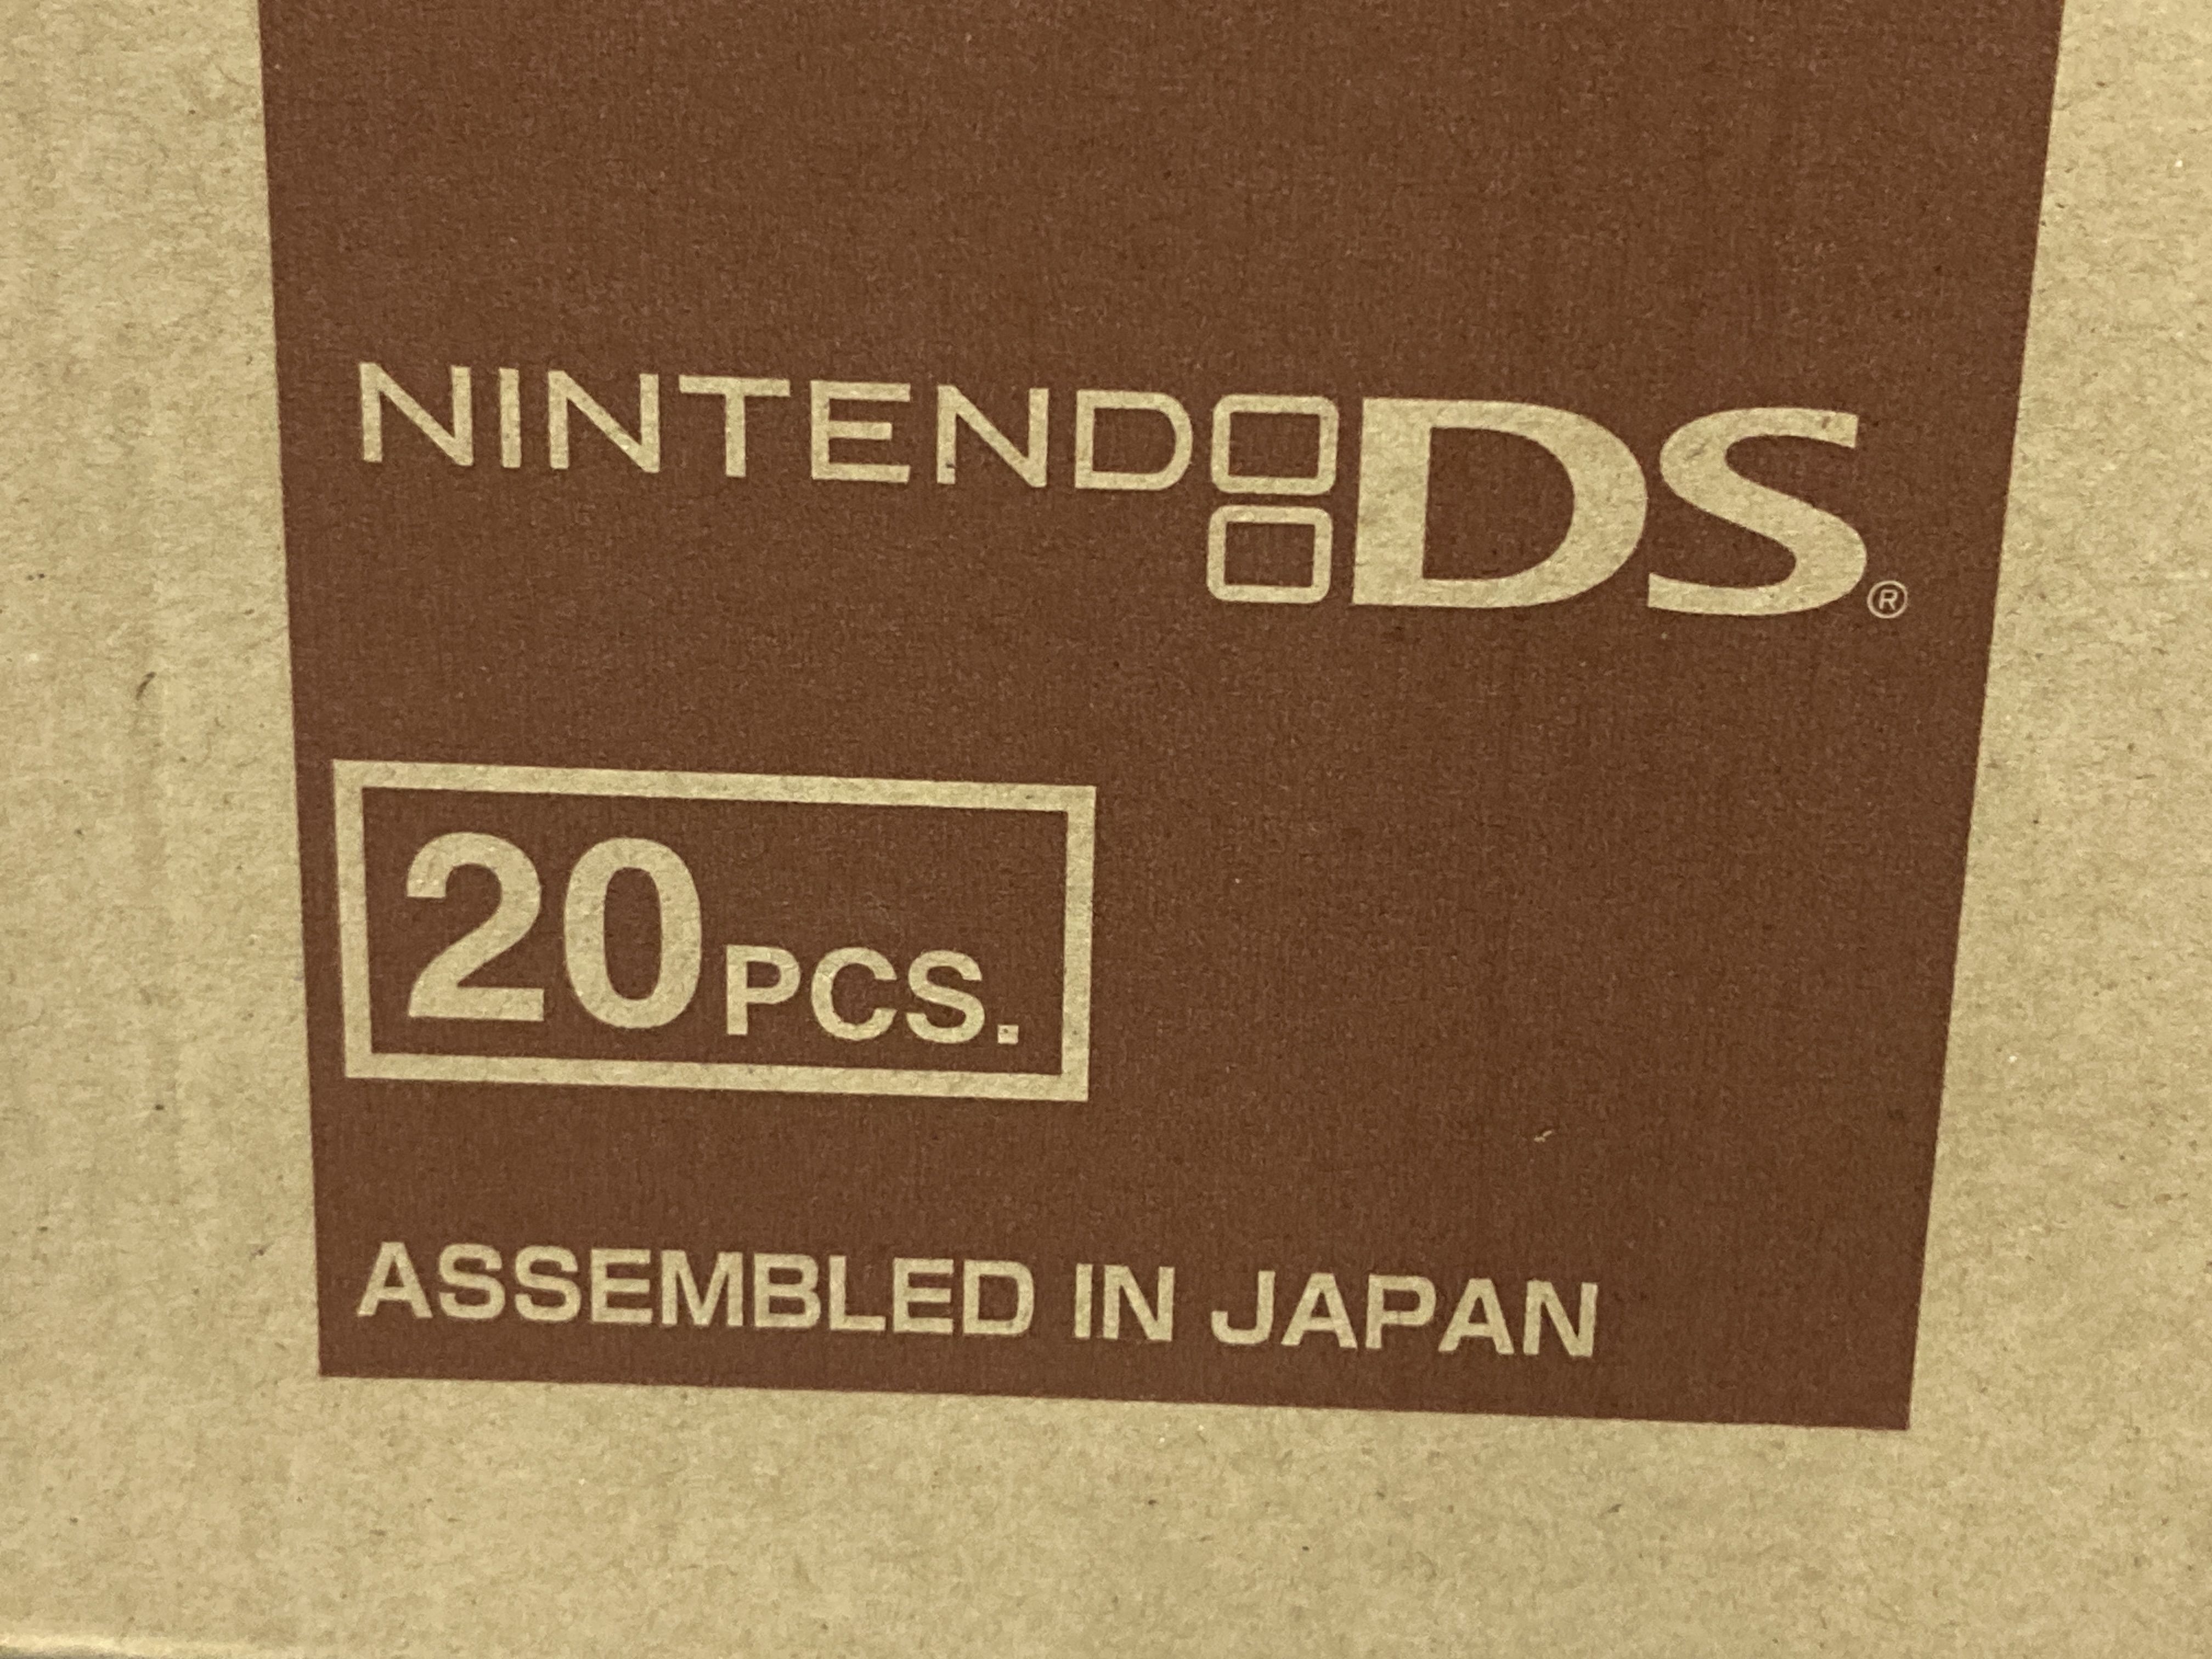 NINTENDO DS®
20 PCS.
ASSEMBLED IN JAPAN